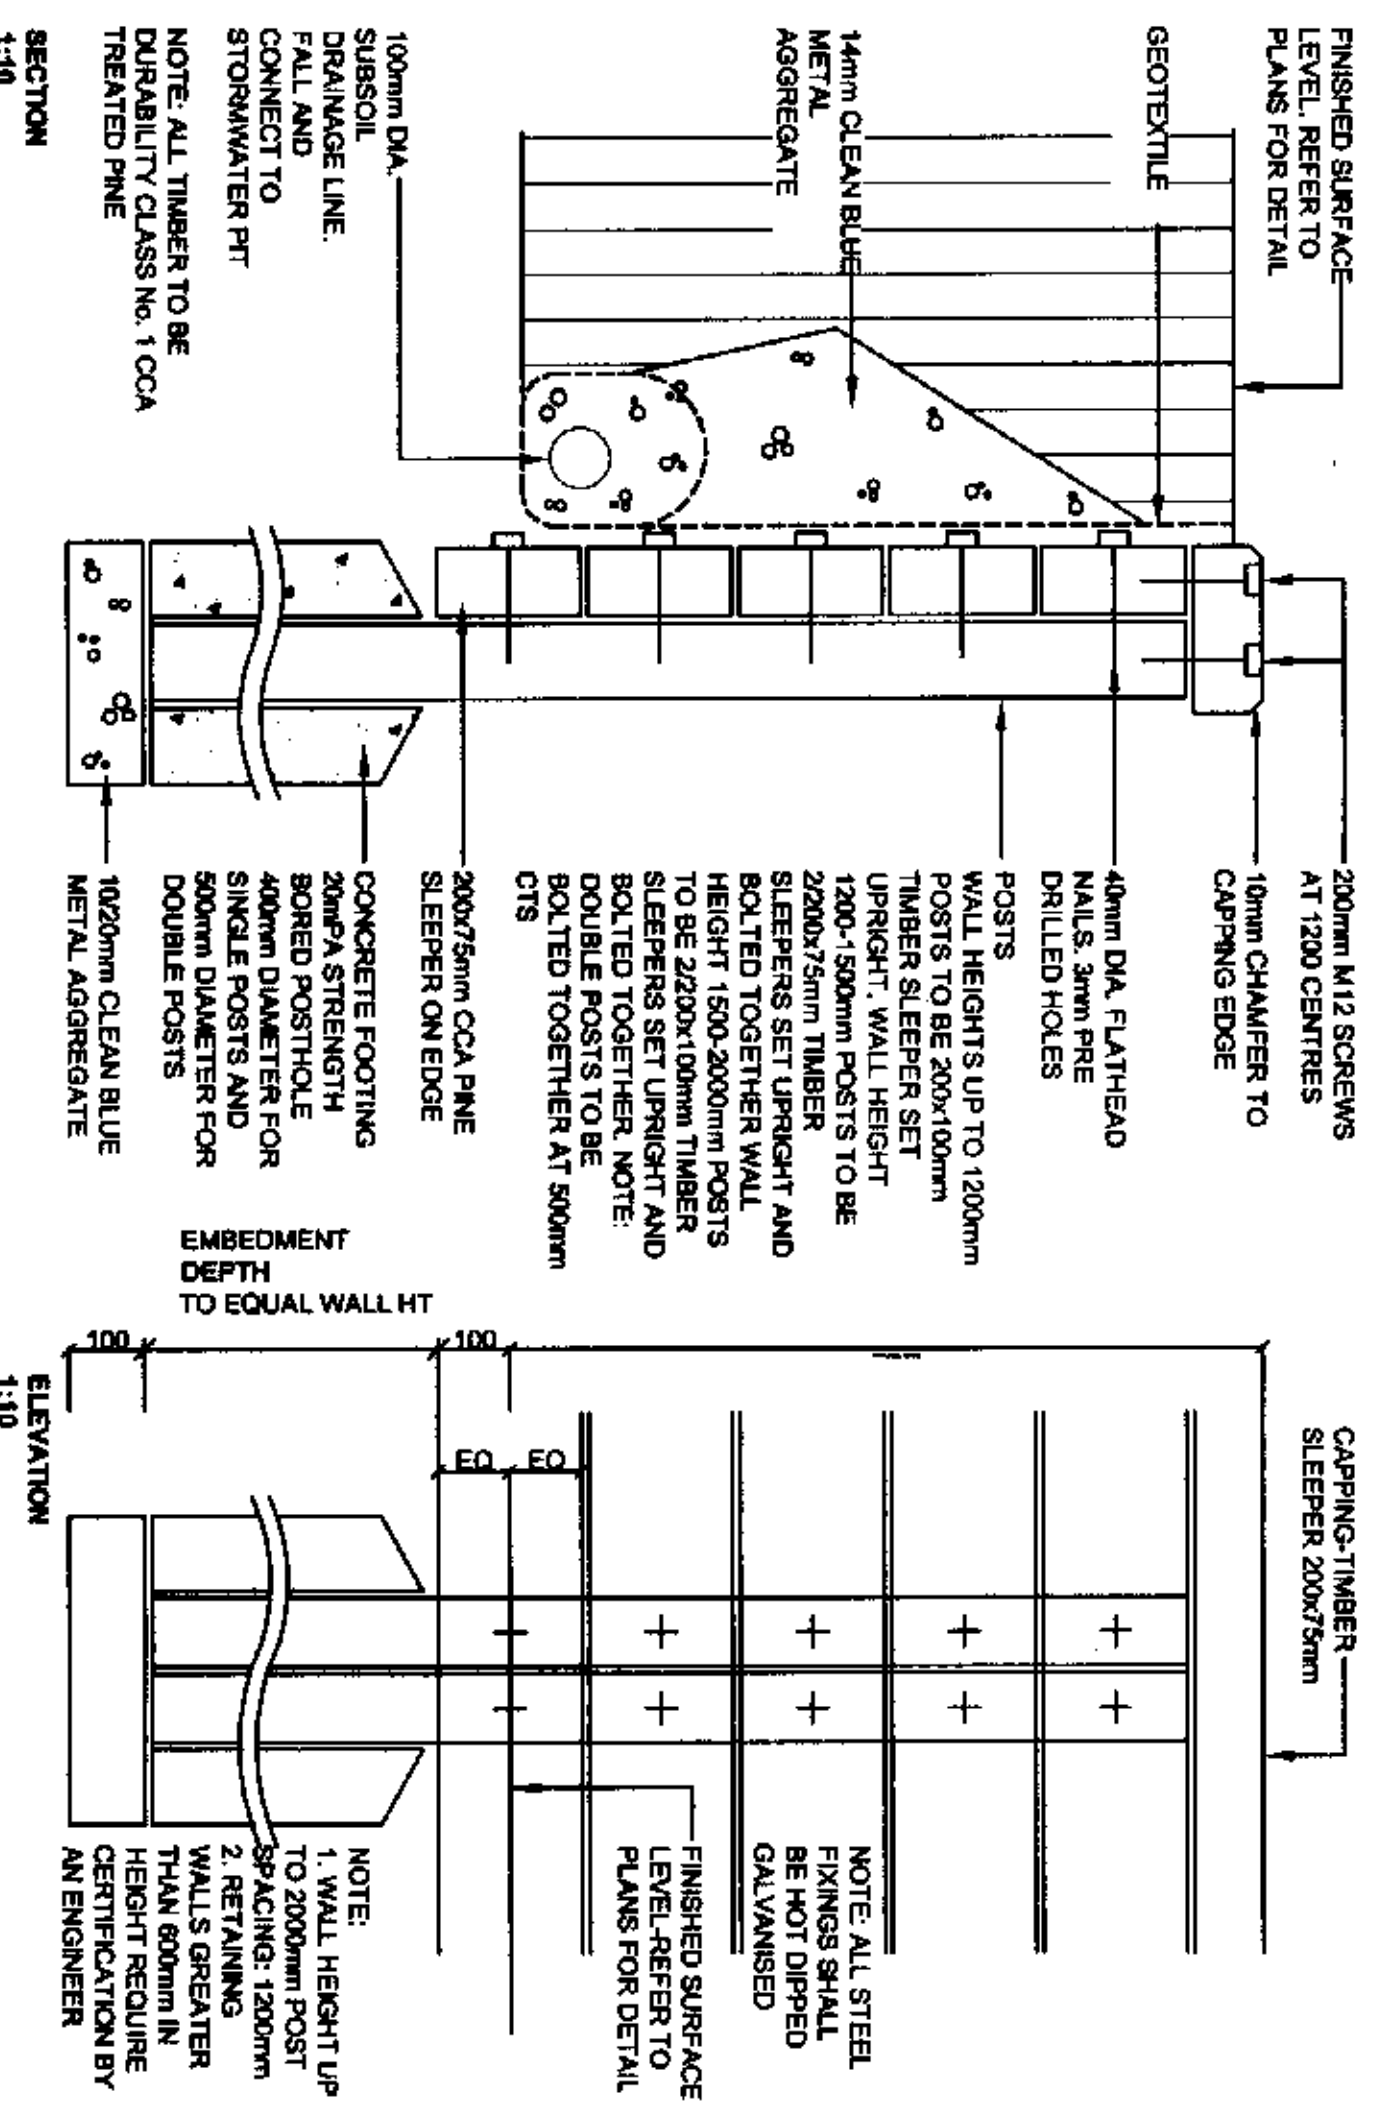 FINISHED SURFACE
LEVEL. REFER TO
PLANS FOR DETAIL
GEOTEXTILE
14mm CLEAN BLUE
METAL
AGGREGATE
100mm DIA.
SUBSOIL
DRAINAGE LINE.
FALL AND
CONNECT TO
STORMWATER PIT
NOTE: ALL TIMBER TO BE
DURABILITY CLASS No. 1 CCA
TREATED PINE
SECTION
1:10
200mm M12 SCREWS
AT 1200 CENTRES
10mm CHAMFER TO
CAPPING EDGE
40mm DIA. FLATHEAD
NAILS. 3mm PRE
DRILLED HOLES
POSTS
WALL HEIGHTS UP TO 1200mm
POSTS TO BE 200x100mm
TIMBER SLEEPER SET
UPRIGHT. WALL HEIGHT
1200-1500mm POSTS TO BE
2/200x75mm TIMBER
SLEEPERS SET UPRIGHT AND
BOLTED TOGETHER WALL
HEIGHT 1500-2000mm POSTS
TO BE 2/200x100mm TIMBER
SLEEPERS SET UPRIGHT AND
BOLTED TOGETHER. NOTE:
DOUBLE POSTS TO BE
BOLTED TOGETHER AT 500mm
CTS
200x75mm CCA PINE
SLEEPER ON EDGE
CONCRETE FOOTING
20mPA STRENGTH
BORED POSTHOLE
400mm DIAMETER FOR
SINGLE POSTS AND
500mm DIAMETER FOR
DOUBLE POSTS
10/20mm CLEAN BLUE
METAL AGGREGATE
EMBEDMENT
DEPTH
TO EQUAL WALL HT
100
100
EQ
EQ
CAPPING-TIMBER
SLEEPER 200x75mm
NOTE: ALL STEEL
FIXINGS SHALL
BE HOT DIPPED
GALVANISED
FINISHED SURFACE
LEVEL-REFER TO
PLANS FOR DETAIL
NOTE:
1. WALL HEIGHT UP
TO 2000mm POST
SPACING: 1200mm
2. RETAINING
WALLS GREATER
THAN 600mm IN
HEIGHT REQUIRE
CERTIFICATION BY
AN ENGINEER
ELEVATION
1:10